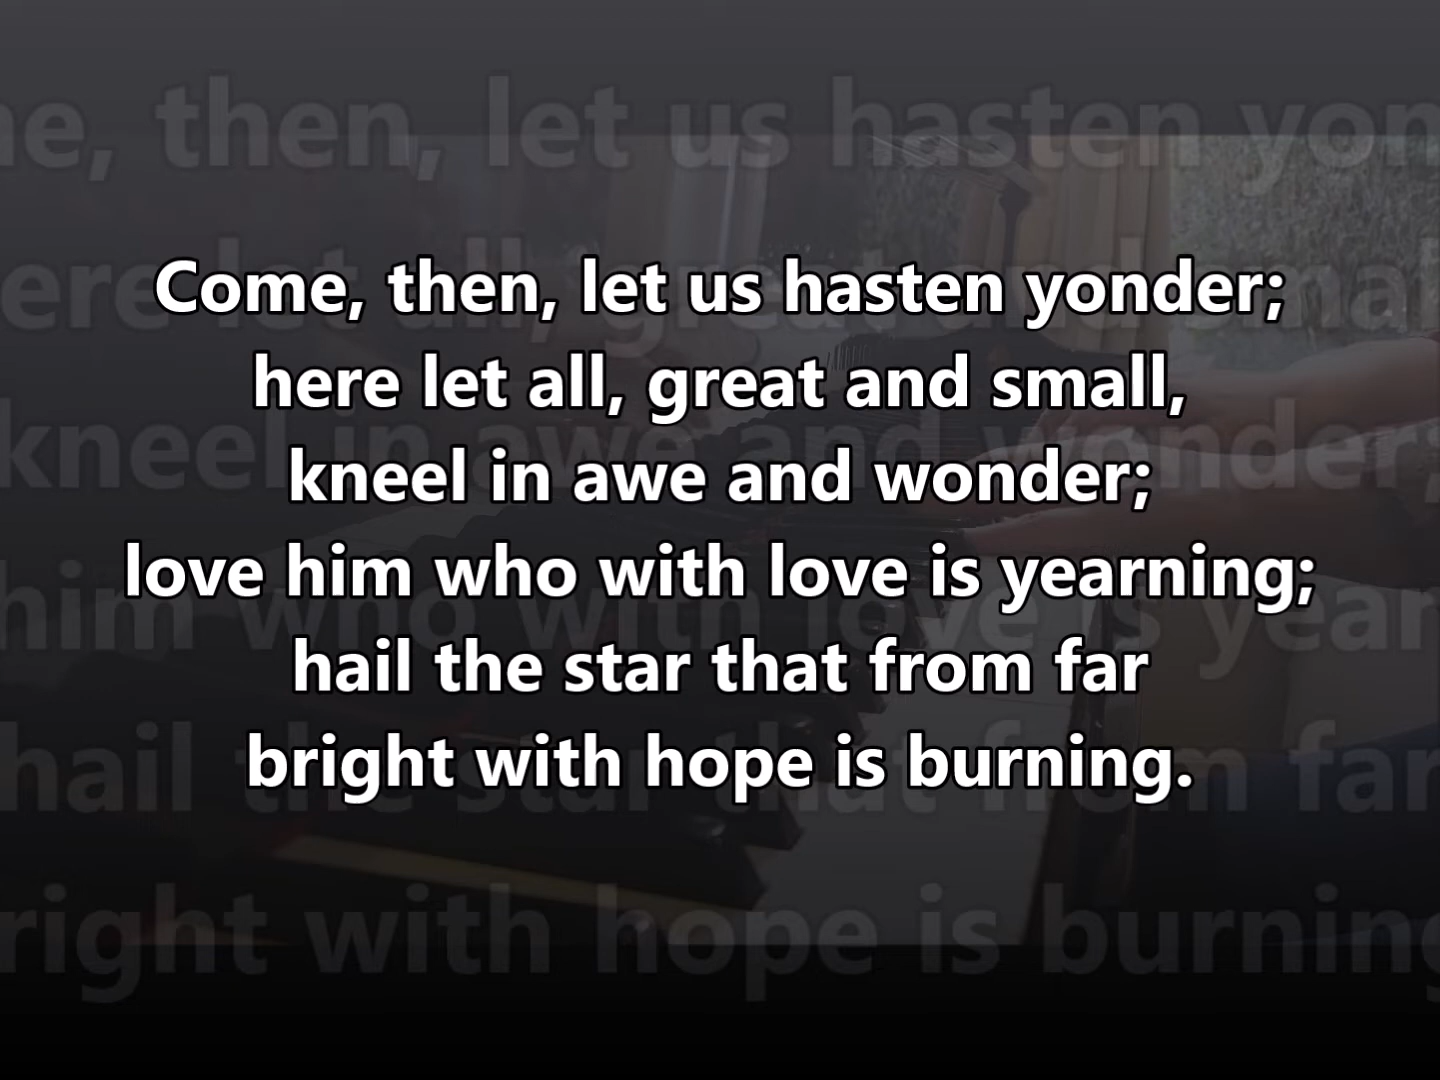 Come, then, let us hasten yonder;
here let all, great and small,
kneel in awe and wonder;
love him who with love is yearning;
hail the star that from far
bright with hope is burning.